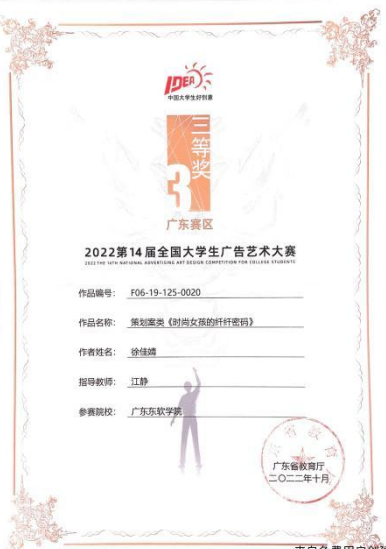 IDEA
中国大学生好创意
三等奖
3
广东赛区
2022第14届全国大学生广告艺术大赛
2022 THE 14TH NATIONAL ADVERTISING ART DESIGN COMPETITION FOR COLLEGE STUDENTS
作品编号： F06-19-125-0020
作品名称： 策划案类《时尚女孩的纤纤密码》
作者姓名： 徐佳婧
指导教师： 江静
参赛院校： 广东东软学院
广东省教育厅
二〇二二年十月